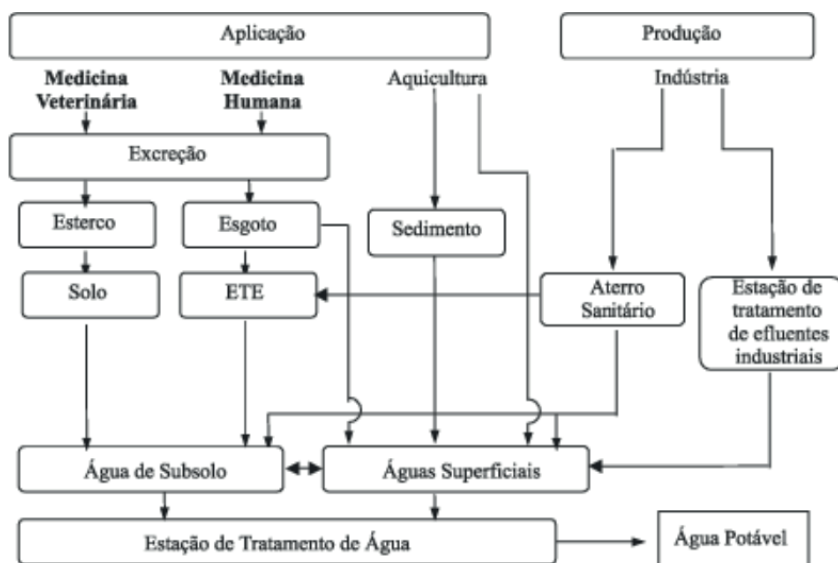 Aplicação
Produção
Medicina
Veterinária
Medicina
Humana
Aquicultura
Indústria
Excreção
Esterco
Esgoto
Sedimento
Solo
ETE
Aterro
Sanitário
Estação de
tratamento
de efluentes
industriais
Água de Subsolo
Águas Superficiais
Estação de Tratamento de Água
Água Potável